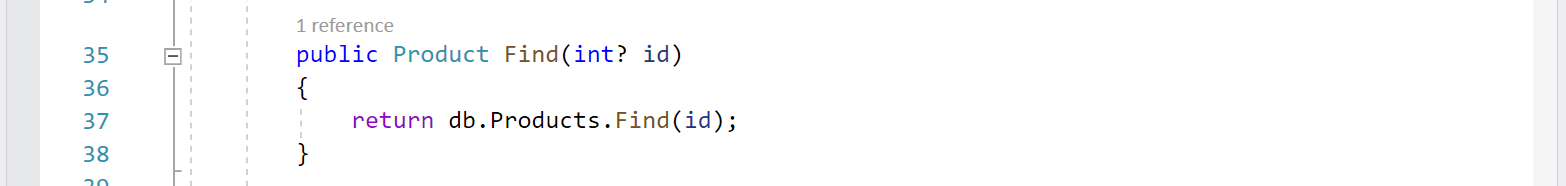 1 reference
35 public Product Find(int? id)
36 {
37 return db.Products.Find(id);
38 }